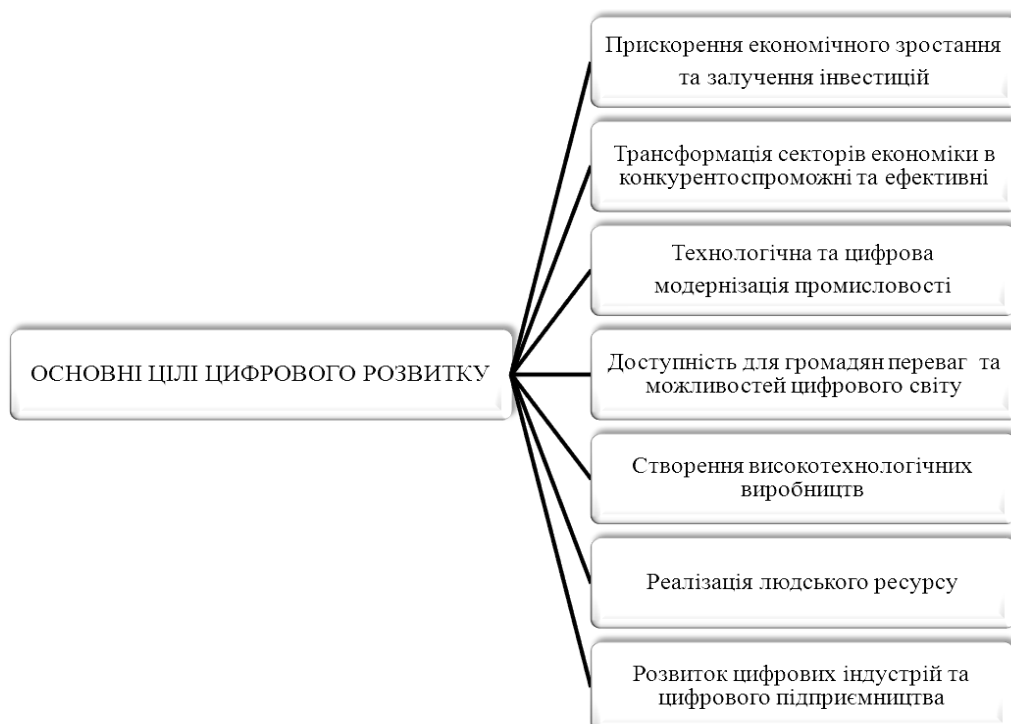 Прискорення економічного зростання
та залучення інвестицій
Трансформація секторів економіки в
конкурентоспроможні та ефективні
Технологічна та цифрова
модернізація промисловості
ОСНОВНІ ЦІЛІ ЦИФРОВОГО РОЗВИТКУ
Доступність для громадян переваг та
можливостей цифрового світу
Створення високотехнологічних
виробництв
Реалізація людського ресурсу
Розвиток цифрових індустрій та
цифрового підприємництва